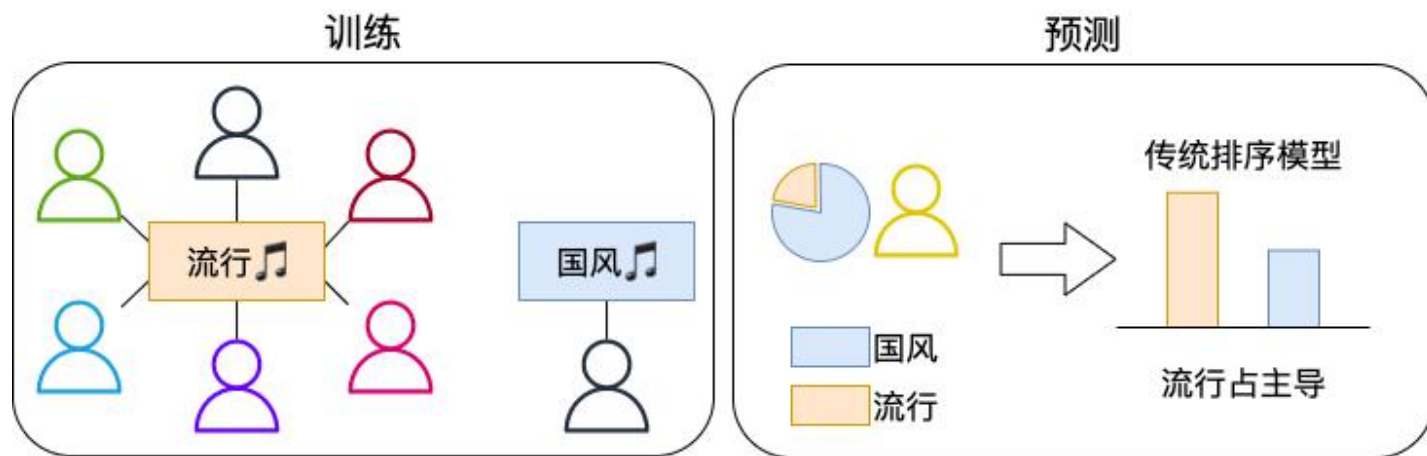 训练
流行🎵
国风🎵
预测
传统排序模型
国风
流行
流行占主导